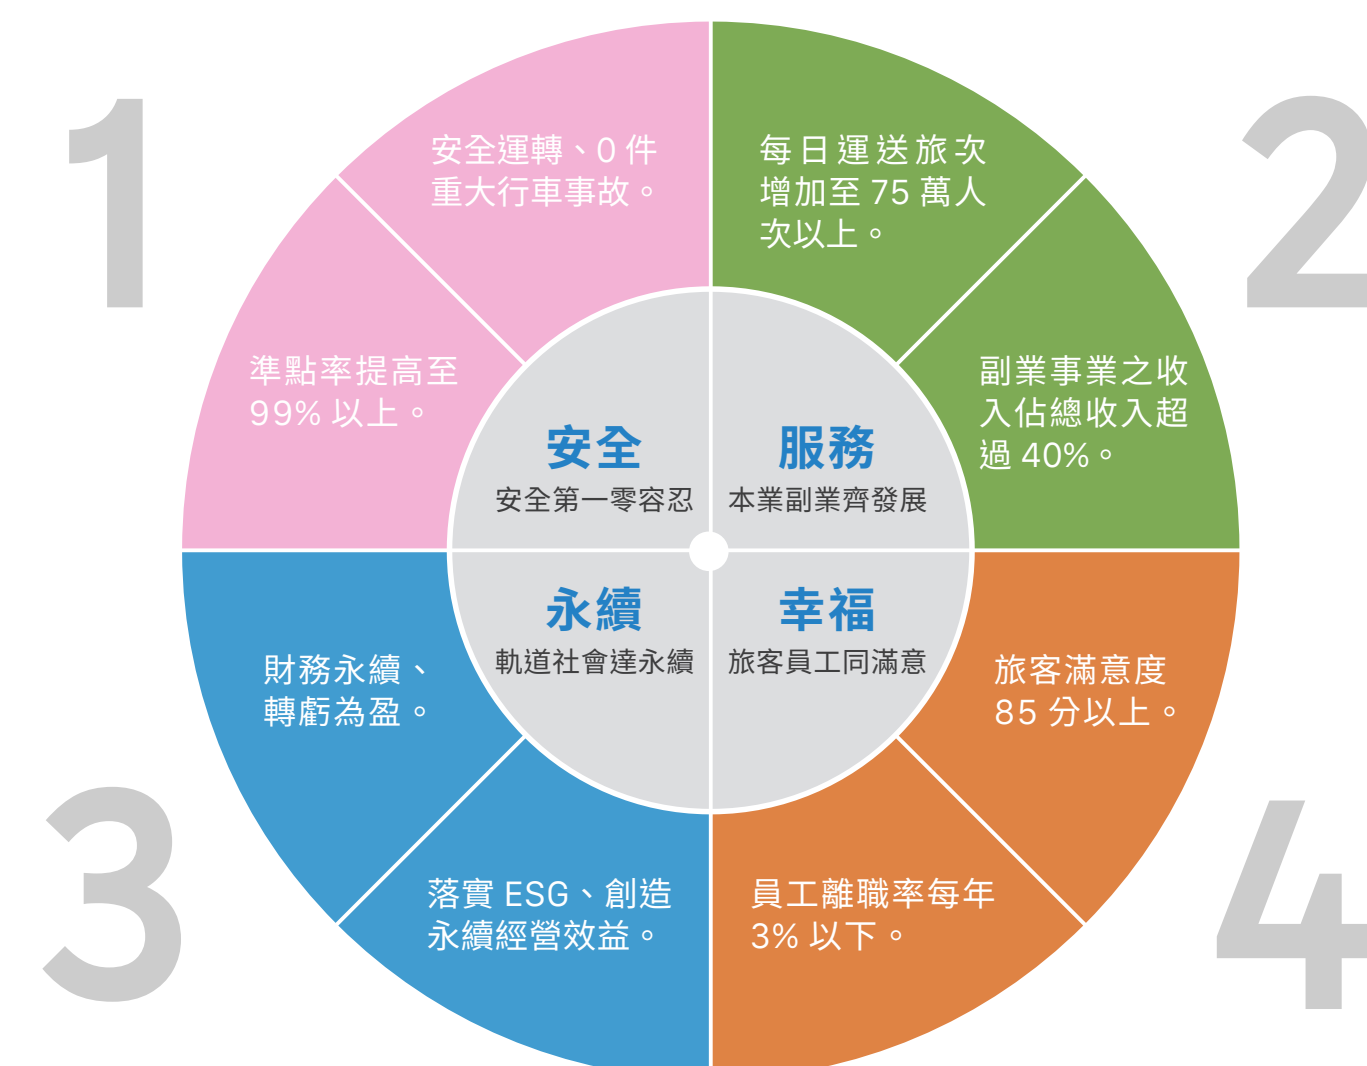 1
安全運轉、0 件
重大行車事故。
準點率提高至
99% 以上。
安全
安全第一零容忍
2
每日運送旅次
增加至 75 萬人
次以上。
副業事業之收
入佔總收入超
過 40%。
服務
本業副業齊發展
3
永續
軌道社會達永續
財務永續、
轉虧為盈。
落實 ESG、創造
永續經營效益。
4
幸福
旅客員工同滿意
旅客滿意度
85 分以上。
員工離職率每年
3% 以下。